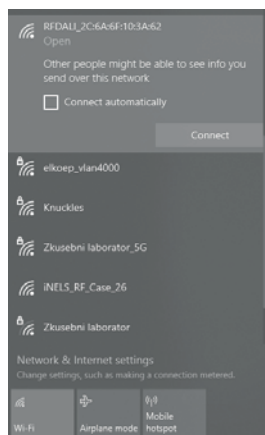 RFDALI_2C:6A:6F:10:3A:62
Open
Other people might be able to see info you
send over this network
Connect automatically
Connect
elkoep_vlan4000
Knuckles
Zkusebni laborator_5G
iNELS_RF_Case_26
Zkusebni laborator
Network & Internet settings
Change settings, such as making a connection metered.
Wi-Fi
Airplane mode
Mobile
hotspot